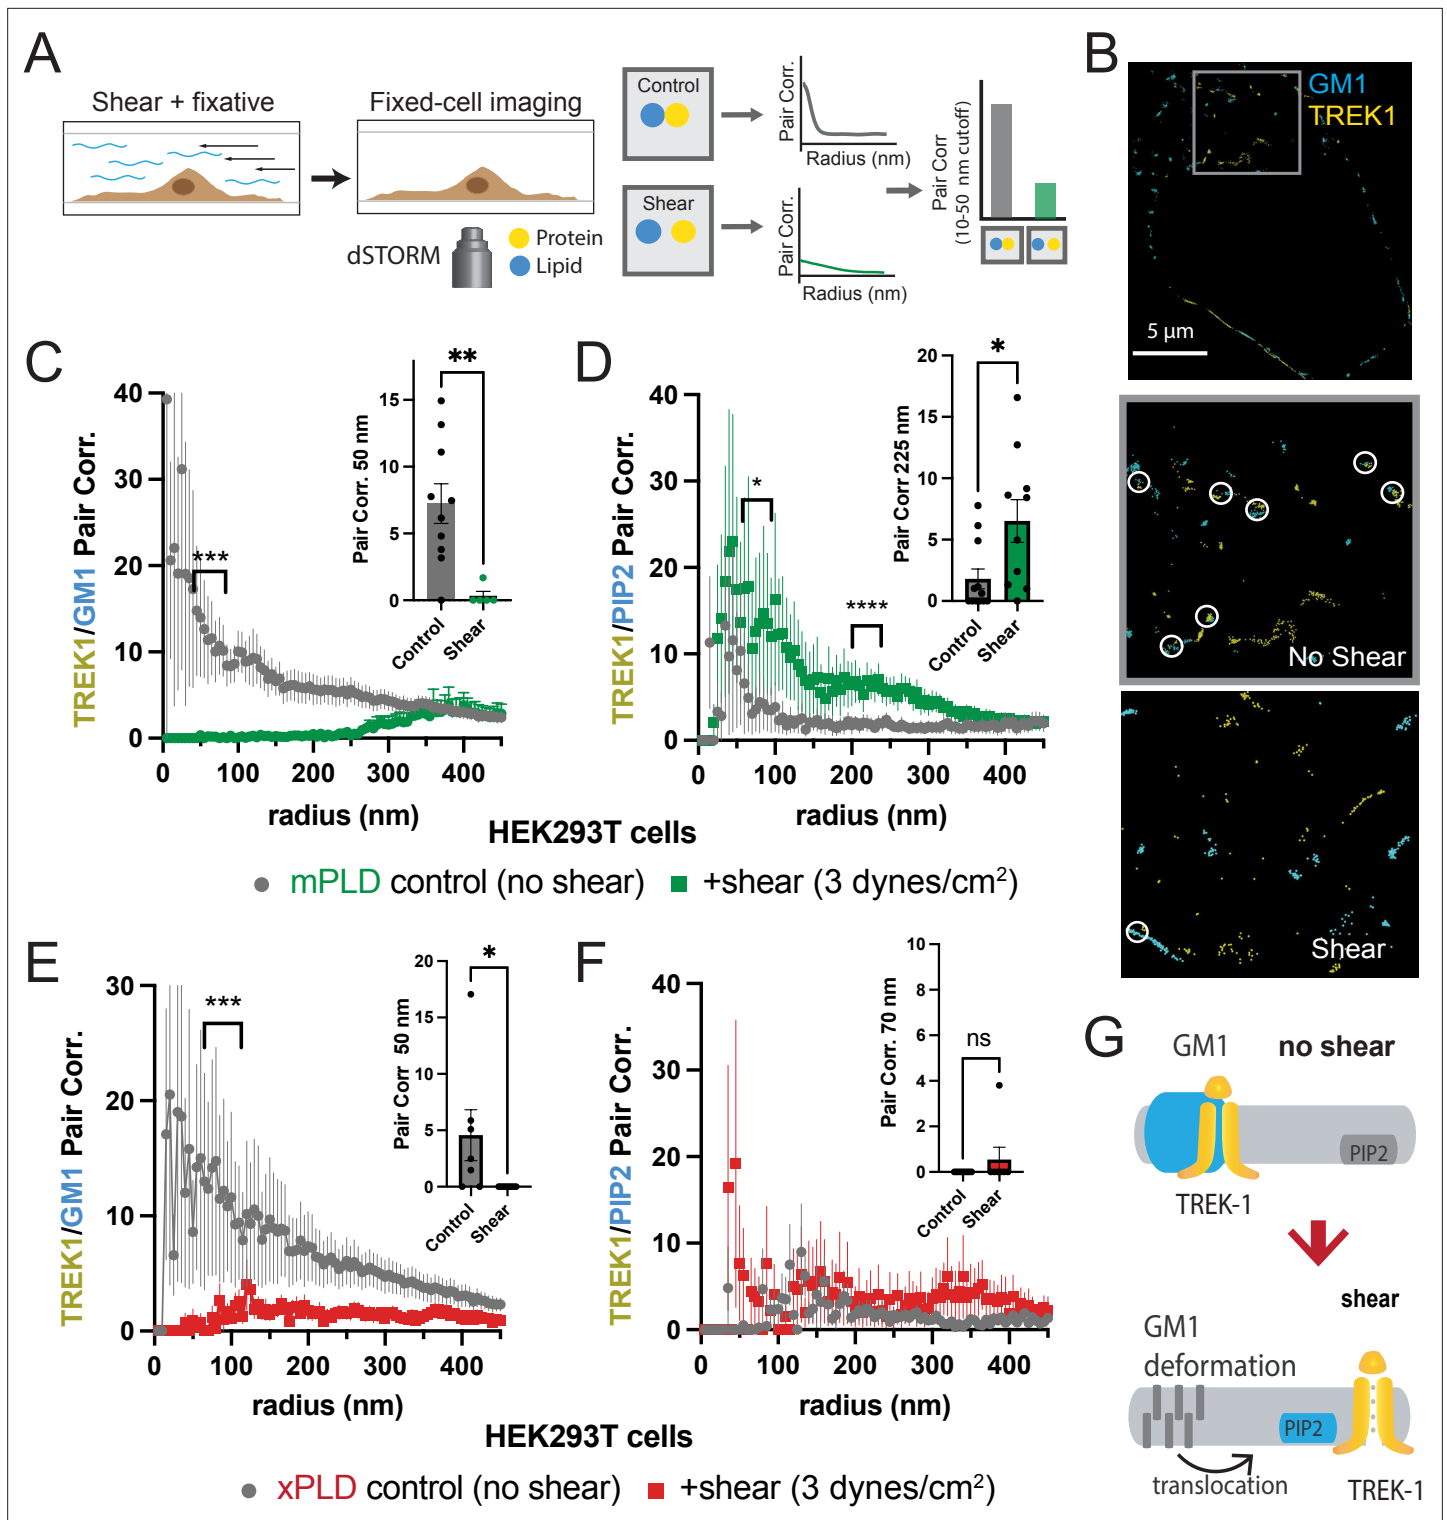 A
Shear + fixative
Fixed-cell imaging
dSTORM
Protein
Lipid
Control
Shear
Pair Corr.
Radius (nm)
Pair Corr.
Radius (nm)
Pair Corr
(10-50 nm cutoff)
B
GM1
TREK1
5 µm
No Shear
Shear
C
TREK1/GM1 Pair Corr.
40
30
20
10
0
0 100 200 300 400
radius (nm)
***
Pair Corr. 50 nm
15
10
5
0
**
Control
Shear
D
TREK1/PIP2 Pair Corr.
40
30
20
10
0
0 100 200 300 400
radius (nm)
*
****
Pair Corr 225 nm
20
15
10
5
0
*
Control
Shear
HEK293T cells
mPLD control (no shear) +shear (3 dynes/cm²)
E
TREK1/GM1 Pair Corr.
30
20
10
0
0 100 200 300 400
radius (nm)
***
Pair Corr 50 nm
20
15
10
5
0
*
Control
Shear
F
TREK1/PIP2 Pair Corr.
40
30
20
10
0
0 100 200 300 400
radius (nm)
Pair Corr. 70 nm
10
8
6
4
2
0
ns
Control
Shear
HEK293T cells
xPLD control (no shear) +shear (3 dynes/cm²)
G
GM1 no shear
PIP2
TREK-1
shear
GM1
deformation
PIP2
translocation
TREK-1